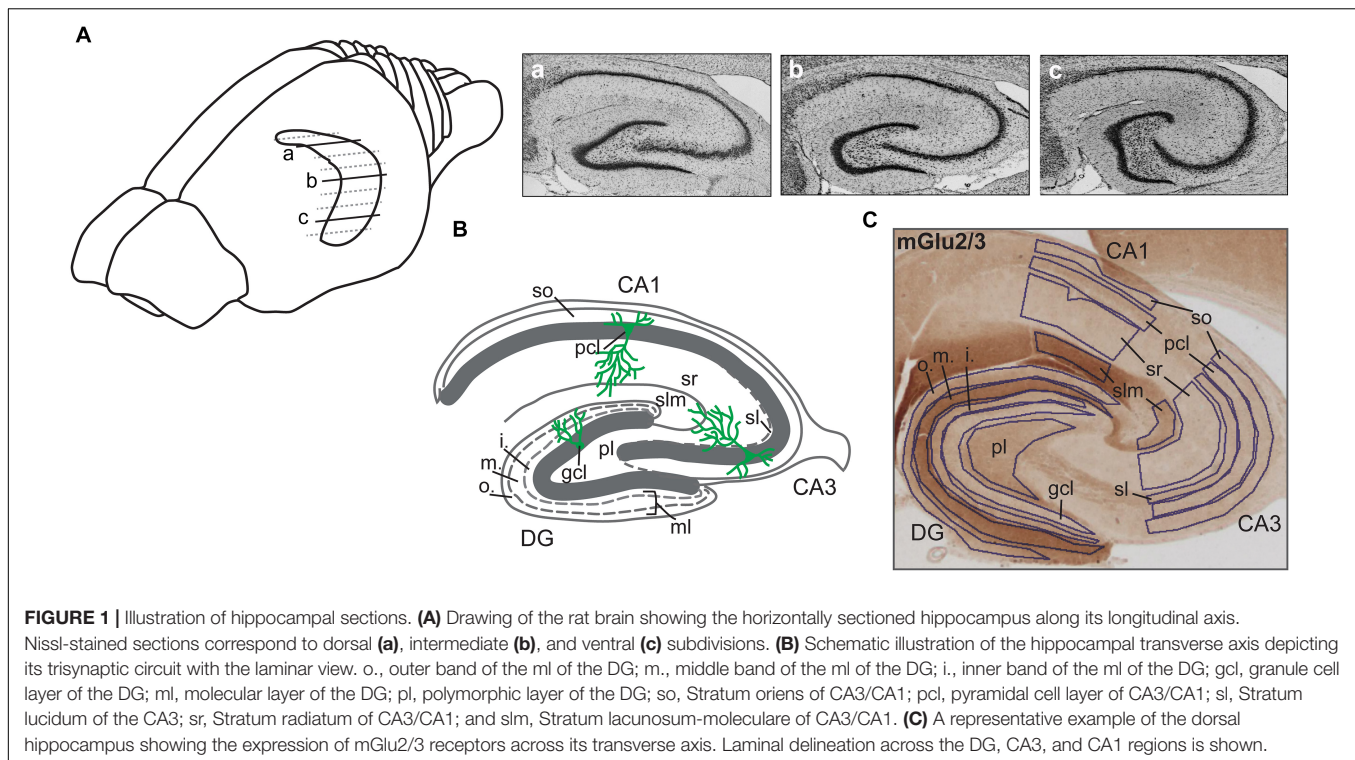 A
a
b
c
a
b
c
B
CA1
so
pcl
sr
slm
sl
i.
m.
o.
gcl
pl
ml
DG
CA3
C
mGlu2/3
CA1
so
pcl
sr
slm
o.
m.
i.
pl
gcl
sl
DG
CA3
FIGURE 1 | Illustration of hippocampal sections. (A) Drawing of the rat brain showing the horizontally sectioned hippocampus along its longitudinal axis.
Nissl-stained sections correspond to dorsal (a), intermediate (b), and ventral (c) subdivisions. (B) Schematic illustration of the hippocampal transverse axis depicting
its trisynaptic circuit with the laminar view. o., outer band of the ml of the DG; m., middle band of the ml of the DG; i., inner band of the ml of the DG; gcl, granule cell
layer of the DG; ml, molecular layer of the DG; pl, polymorphic layer of the DG; so, Stratum oriens of CA3/CA1; pcl, pyramidal cell layer of CA3/CA1; sl, Stratum
lucidum of the CA3; sr, Stratum radiatum of CA3/CA1; and slm, Stratum lacunosum-moleculare of CA3/CA1. (C) A representative example of the dorsal
hippocampus showing the expression of mGlu2/3 receptors across its transverse axis. Laminal delineation across the DG, CA3, and CA1 regions is shown.